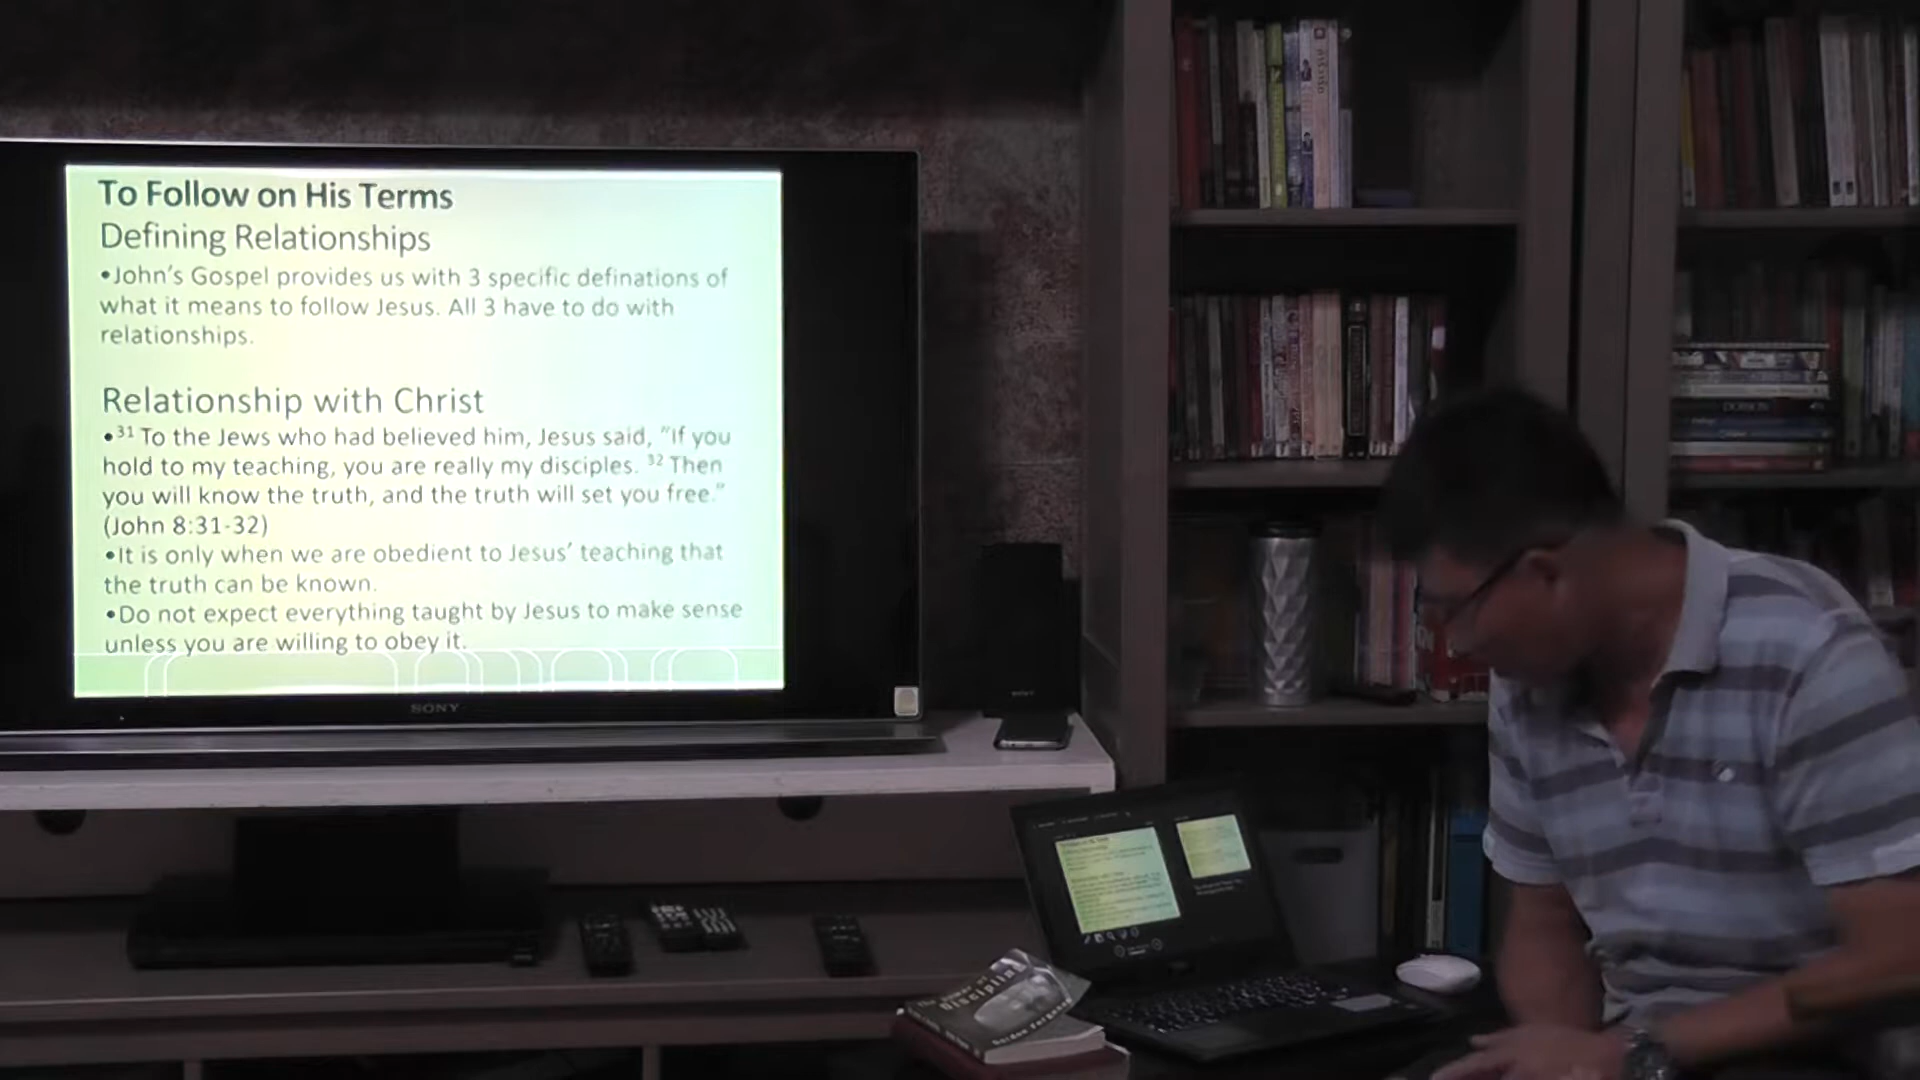 To Follow on His Terms
Defining Relationships
•John's Gospel provides us with 3 specific definations of
what it means to follow Jesus. All 3 have to do with
relationships.
Relationship with Christ
•31 To the Jews who had believed him, Jesus said, "If you
hold to my teaching, you are really my disciples. 32 Then
you will know the truth, and the truth will set you free."
(John 8:31-32)
•It is only when we are obedient to Jesus' teaching that
the truth can be known.
•Do not expect everything taught by Jesus to make sense
unless you are willing to obey it.
SONY
SONY